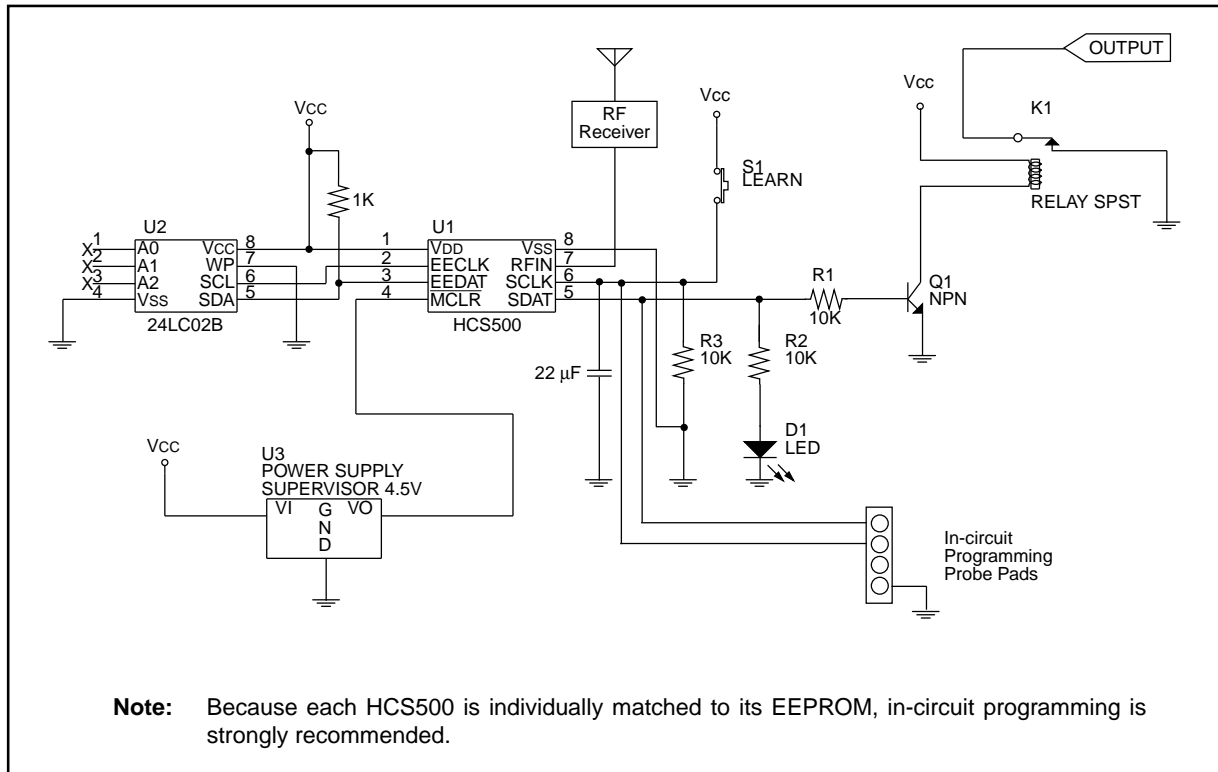 OUTPUT
VCC
K1
RF
Receiver
VCC
VCC
S1
LEARN
1K
RELAY SPST
U2
U1
X 1 A0 VCC 8
X 2 A1 WP 7
X 3 A2 SCL 6
4 VSS SDA 5
24LC02B
1 VDD VSS 8
2 EECLK RFIN 7
3 EEDAT SCLK 6
4 MCLR SDAT 5
HCS500
R1
10K
Q1
NPN
R3
10K
R2
10K
22 μF
D1
LED
VCC
U3
POWER SUPPLY
SUPERVISOR 4.5V
VI GND VO
In-circuit
Programming
Probe Pads
Note: Because each HCS500 is individually matched to its EEPROM, in-circuit programming is
strongly recommended.